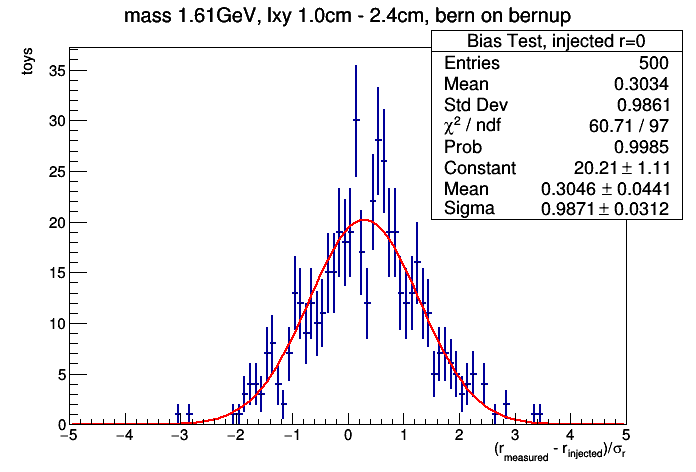 mass 1.61GeV, lxy 1.0cm - 2.4cm, bern on bernup
Bias Test, injected r=0
Entries 500
Mean 0.3034
Std Dev 0.9861
χ² / ndf 60.71 / 97
Prob 0.9985
Constant 20.21 ± 1.11
Mean 0.3046 ± 0.0441
Sigma 0.9871 ± 0.0312
toys
35
30
25
20
15
10
5
0
−5 −4 −3 −2 −1 0 1 2 3 4 5
(r_measured - r_injected)/σ_r